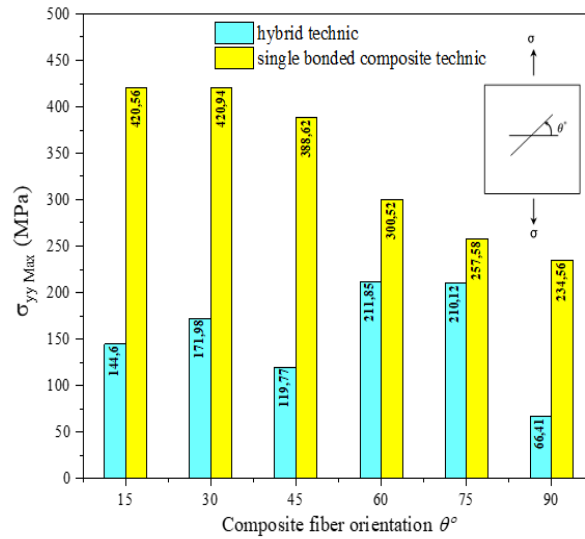 hybrid technic
single bonded composite technic
σ
θ°
σ
σyy Max (MPa)
500
450
400
350
300
250
200
150
100
50
0
144,6
420,56
171,98
420,94
119,77
388,62
211,85
300,52
210,12
257,58
66,41
234,56
15 30 45 60 75 90
Composite fiber orientation θ°